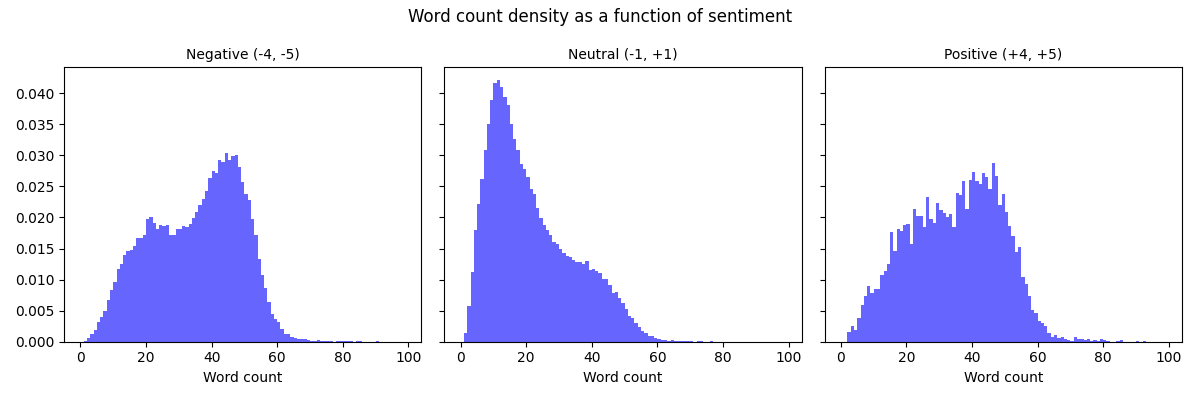 Word count density as a function of sentiment
Negative (-4, -5)
Neutral (-1, +1)
Positive (+4, +5)
0.040
0.035
0.030
0.025
0.020
0.015
0.010
0.005
0.000
0 20 40 60 80 100
0 20 40 60 80 100
0 20 40 60 80 100
Word count
Word count
Word count